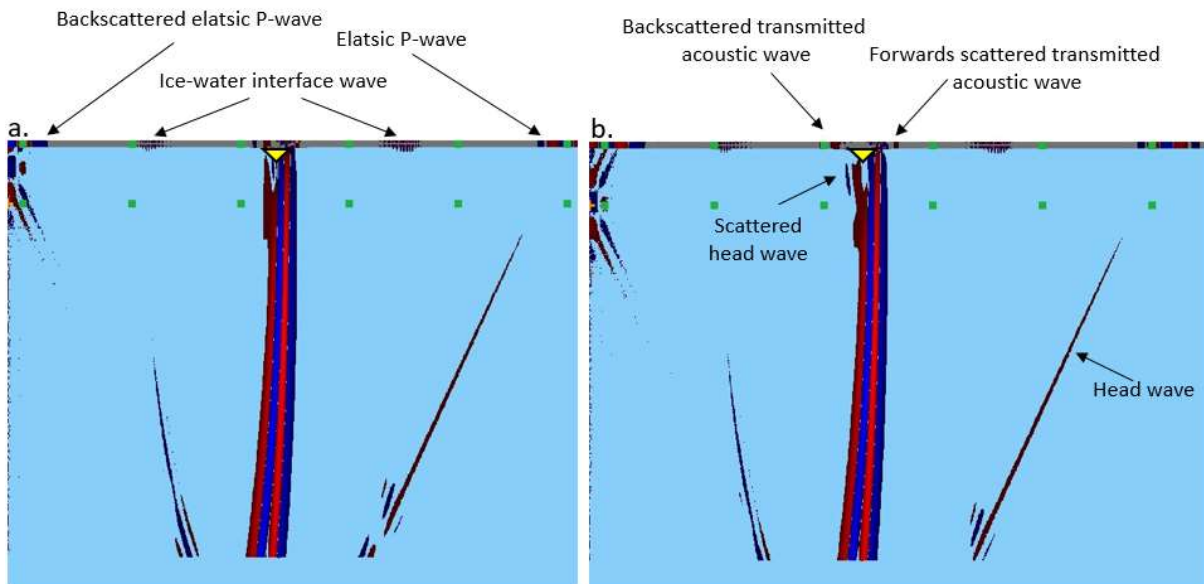 Backscattered elatsic P-wave
Elatsic P-wave
Ice-water interface wave
a.
Backscattered transmitted
acoustic wave
Forwards scattered transmitted
acoustic wave
b.
Scattered
head wave
Head wave